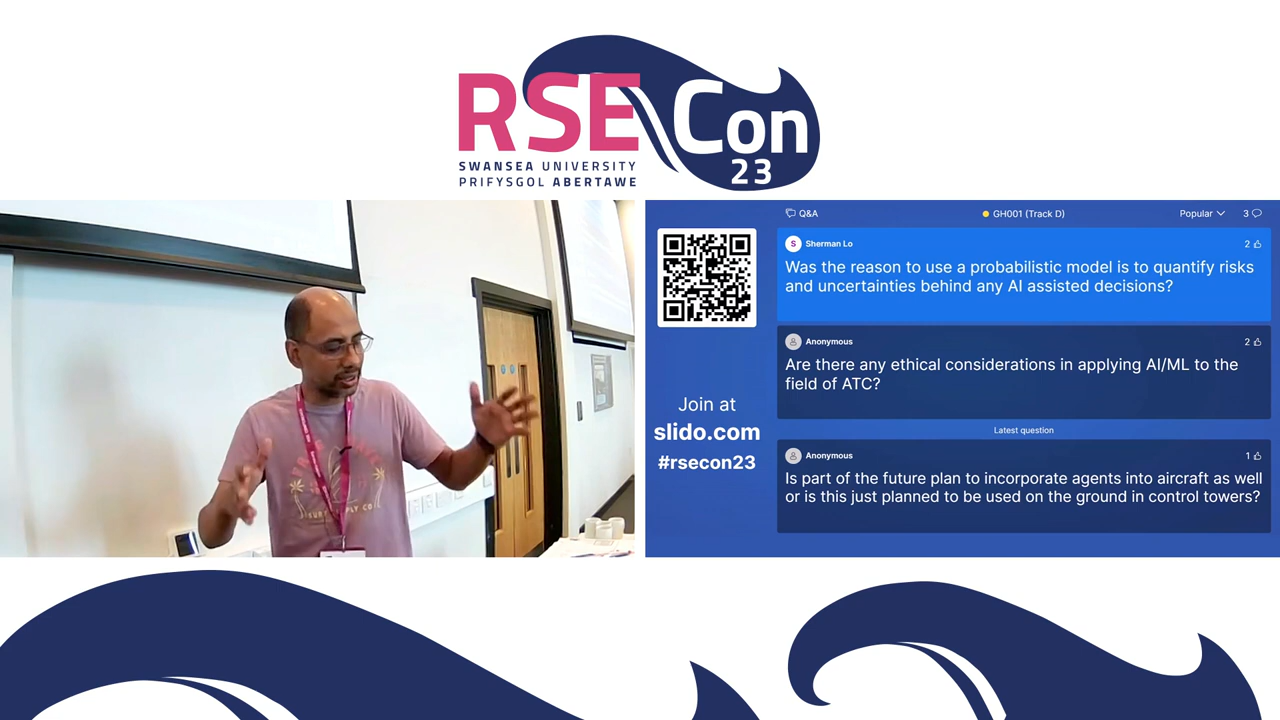 RSE Con
SWANSEA UNIVERSITY
PRIFYSGOL ABERTAWE
23
Q&A
GH001 (Track D)
Popular
3
S
Sherman Lo
2
Was the reason to use a probabilistic model is to quantify risks
and uncertainties behind any AI assisted decisions?
Anonymous
2
Are there any ethical considerations in applying AI/ML to the
field of ATC?
Latest question
Anonymous
1
Is part of the future plan to incorporate agents into aircraft as well
or is this just planned to be used on the ground in control towers?
Join at
slido.com
#rsecon23